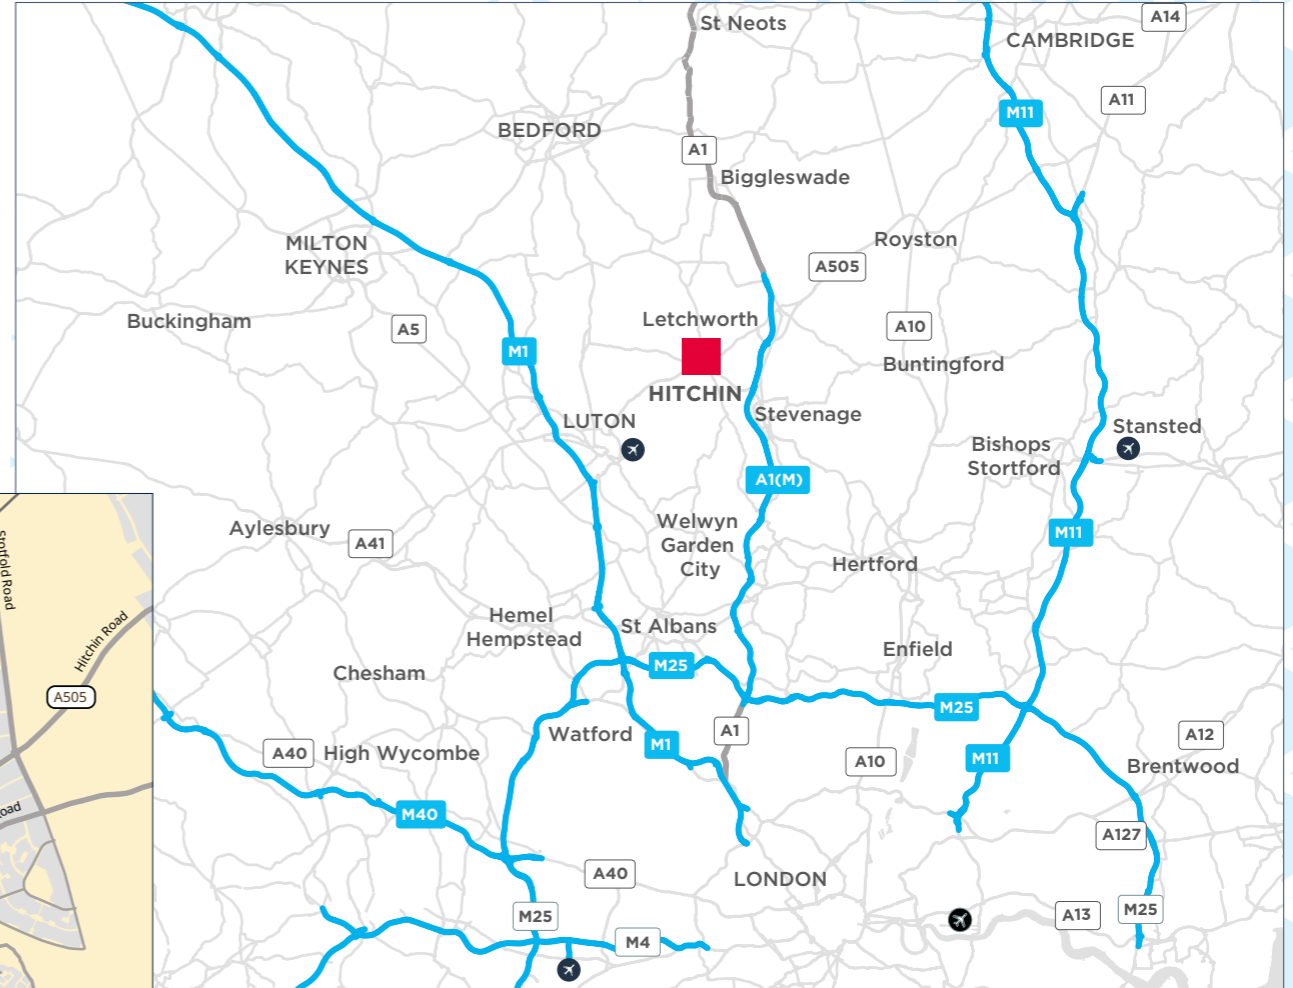 St Neots
A14
CAMBRIDGE
A11
M11
BEDFORD
A1
Biggleswade
Royston
MILTON
KEYNES
A505
Buckingham
A5
Letchworth
A10
M1
Buntingford
HITCHIN
LUTON
Stevenage
Stansted
Bishops
Stortford
A1(M)
Aylesbury
A41
Welwyn
Garden
City
M11
Hertford
Stotfold Road
Hitchin Road
A505
oad
Hemel
Hempstead
St Albans
Enfield
Chesham
M25
M25
Watford
A1
M1
A40
High Wycombe
A10
M11
A12
Brentwood
M40
A127
A40
LONDON
M25
M4
A13
M25